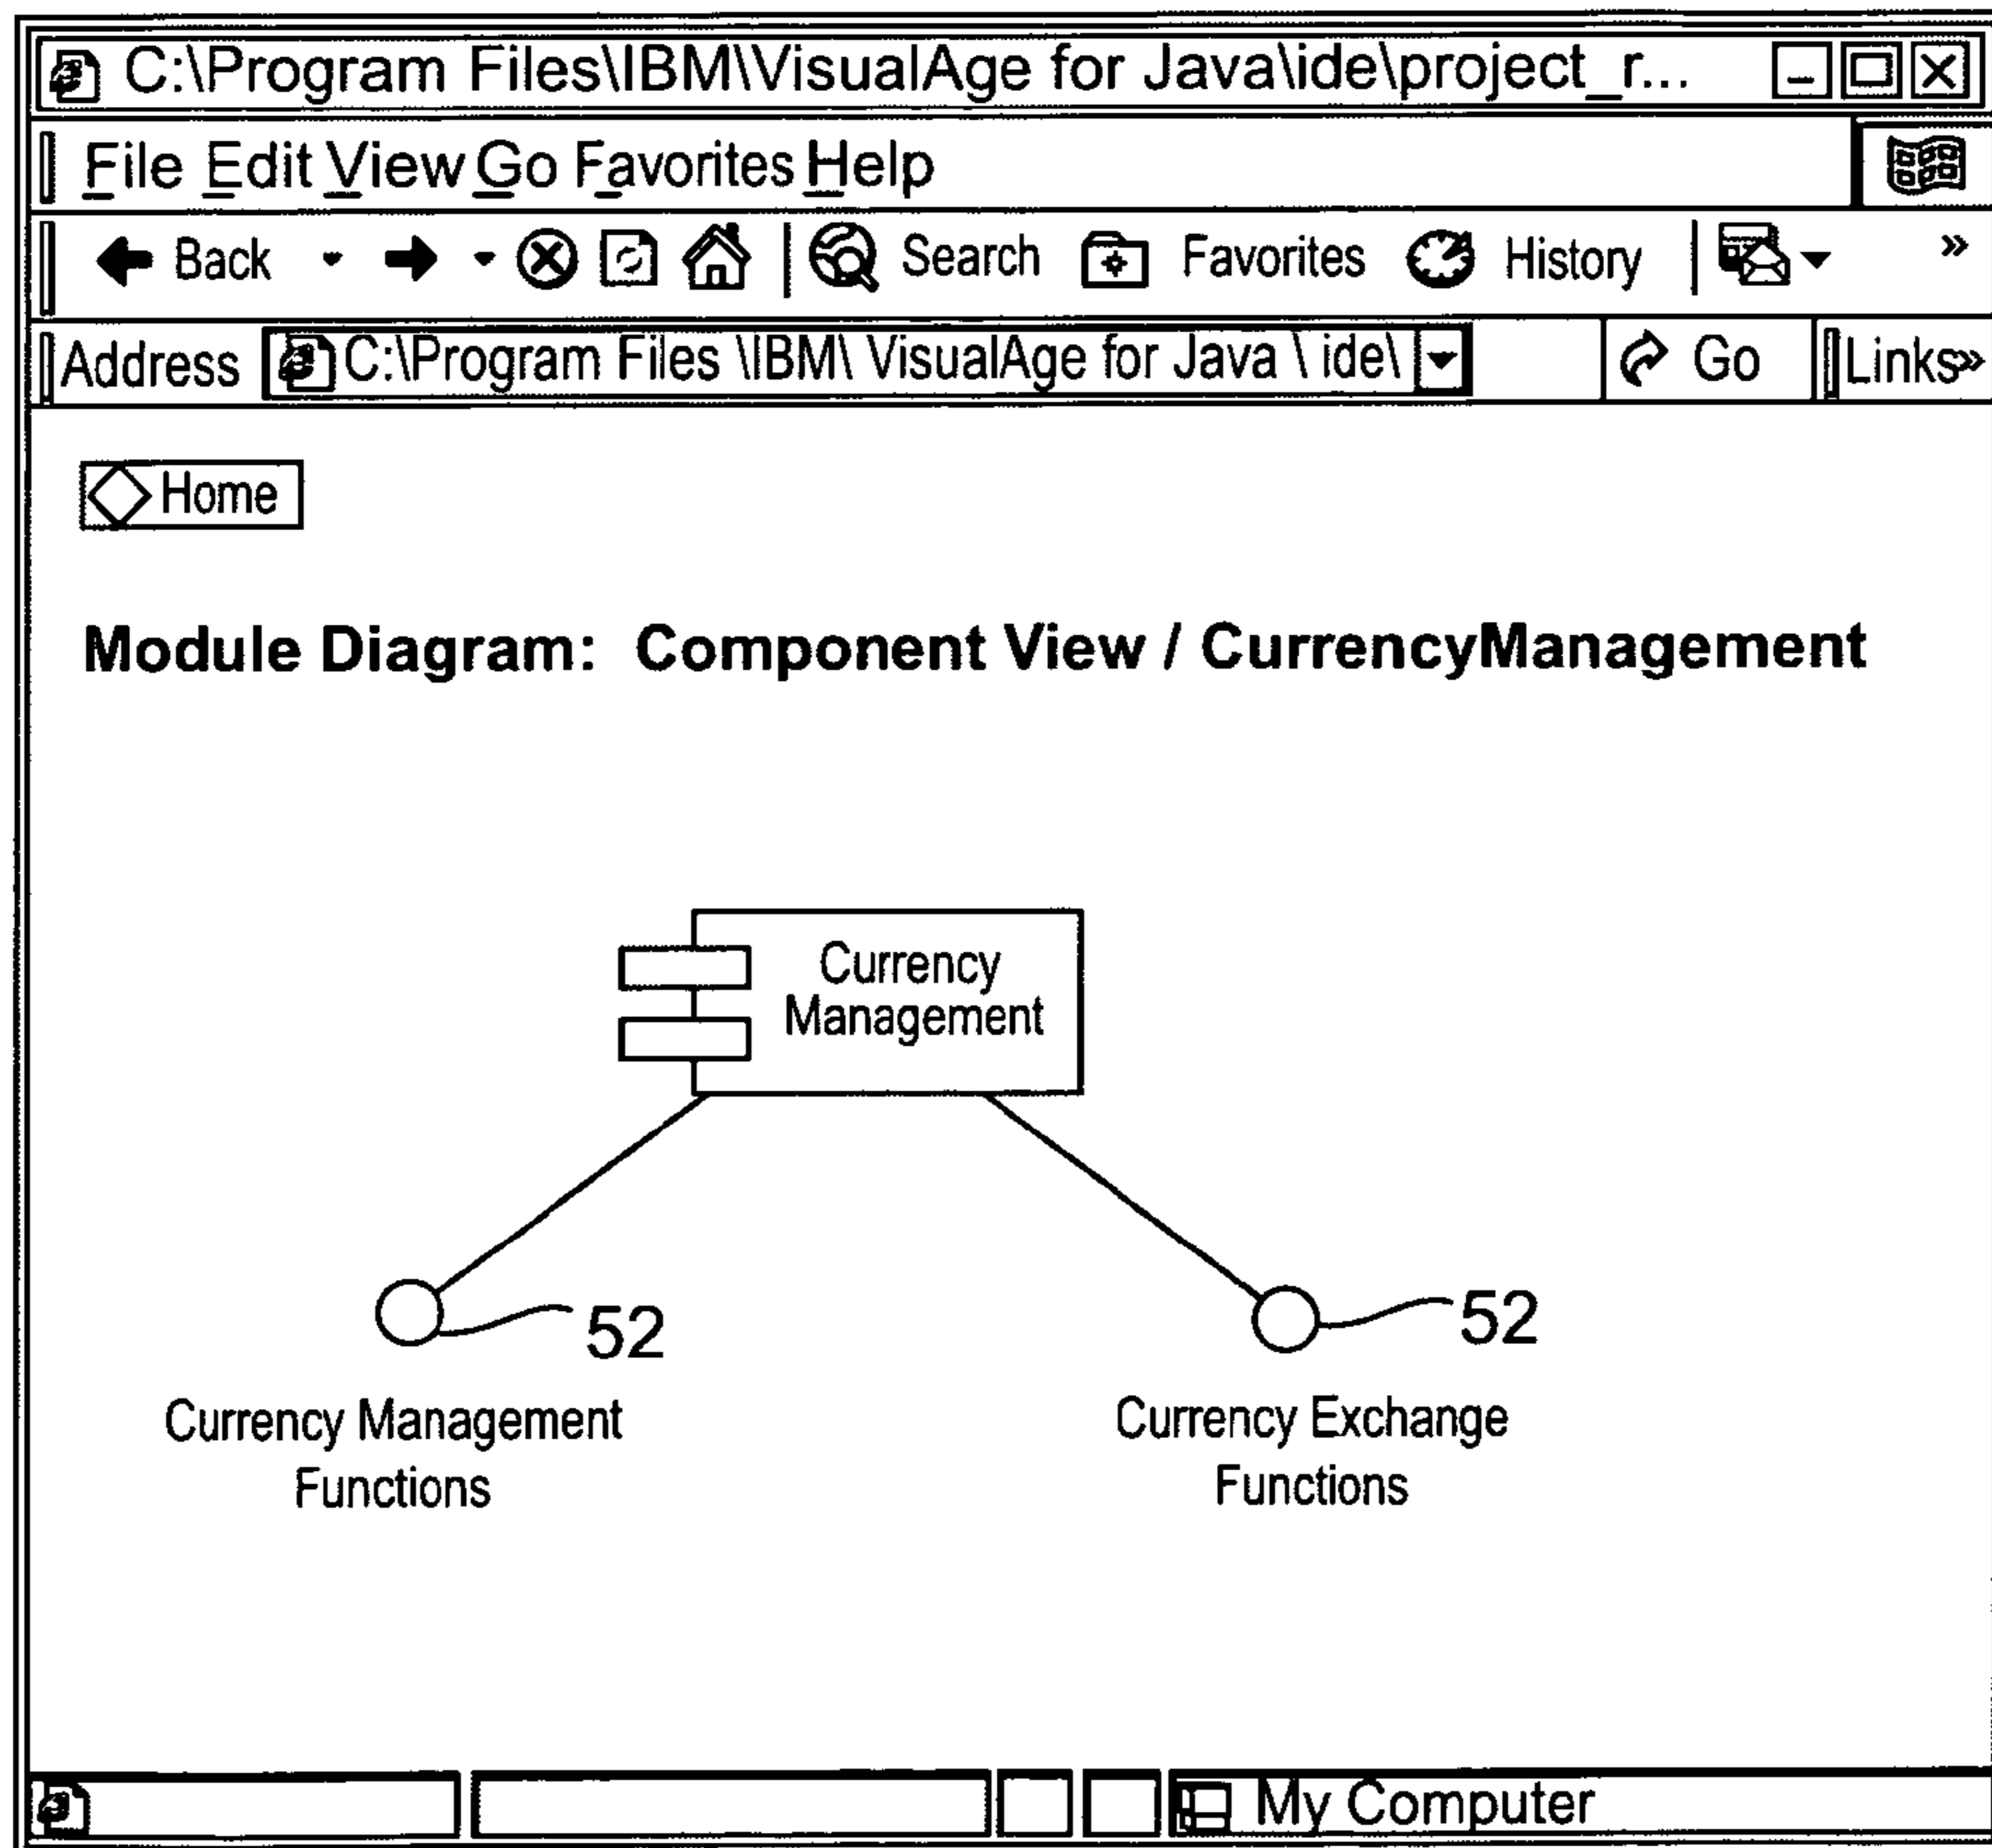 C:\Program Files\IBM\VisualAge for Java\ide\project_r...
File Edit View Go Favorites Help
Back Search Favorites History »
Address C:\Program Files \IBM\ VisualAge for Java \ ide\ Go Links»
Home
Module Diagram: Component View / CurrencyManagement
Currency
Management
52 52
Currency Management Currency Exchange
Functions Functions
My Computer